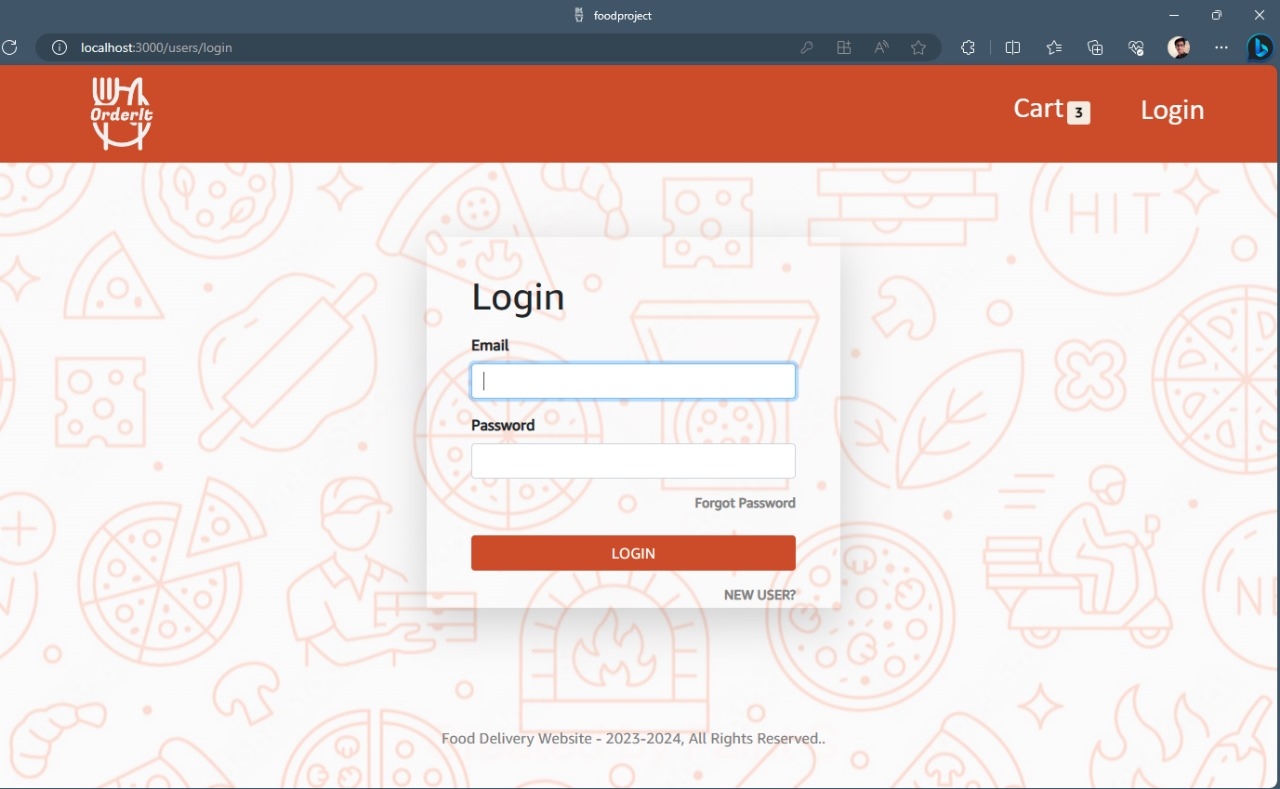 foodproject
localhost:3000/users/login
OrderIt
Cart 3
Login
HIT
Login
Email
Password
Forgot Password
LOGIN
NEW USER?
Food Delivery Website - 2023-2024, All Rights Reserved..